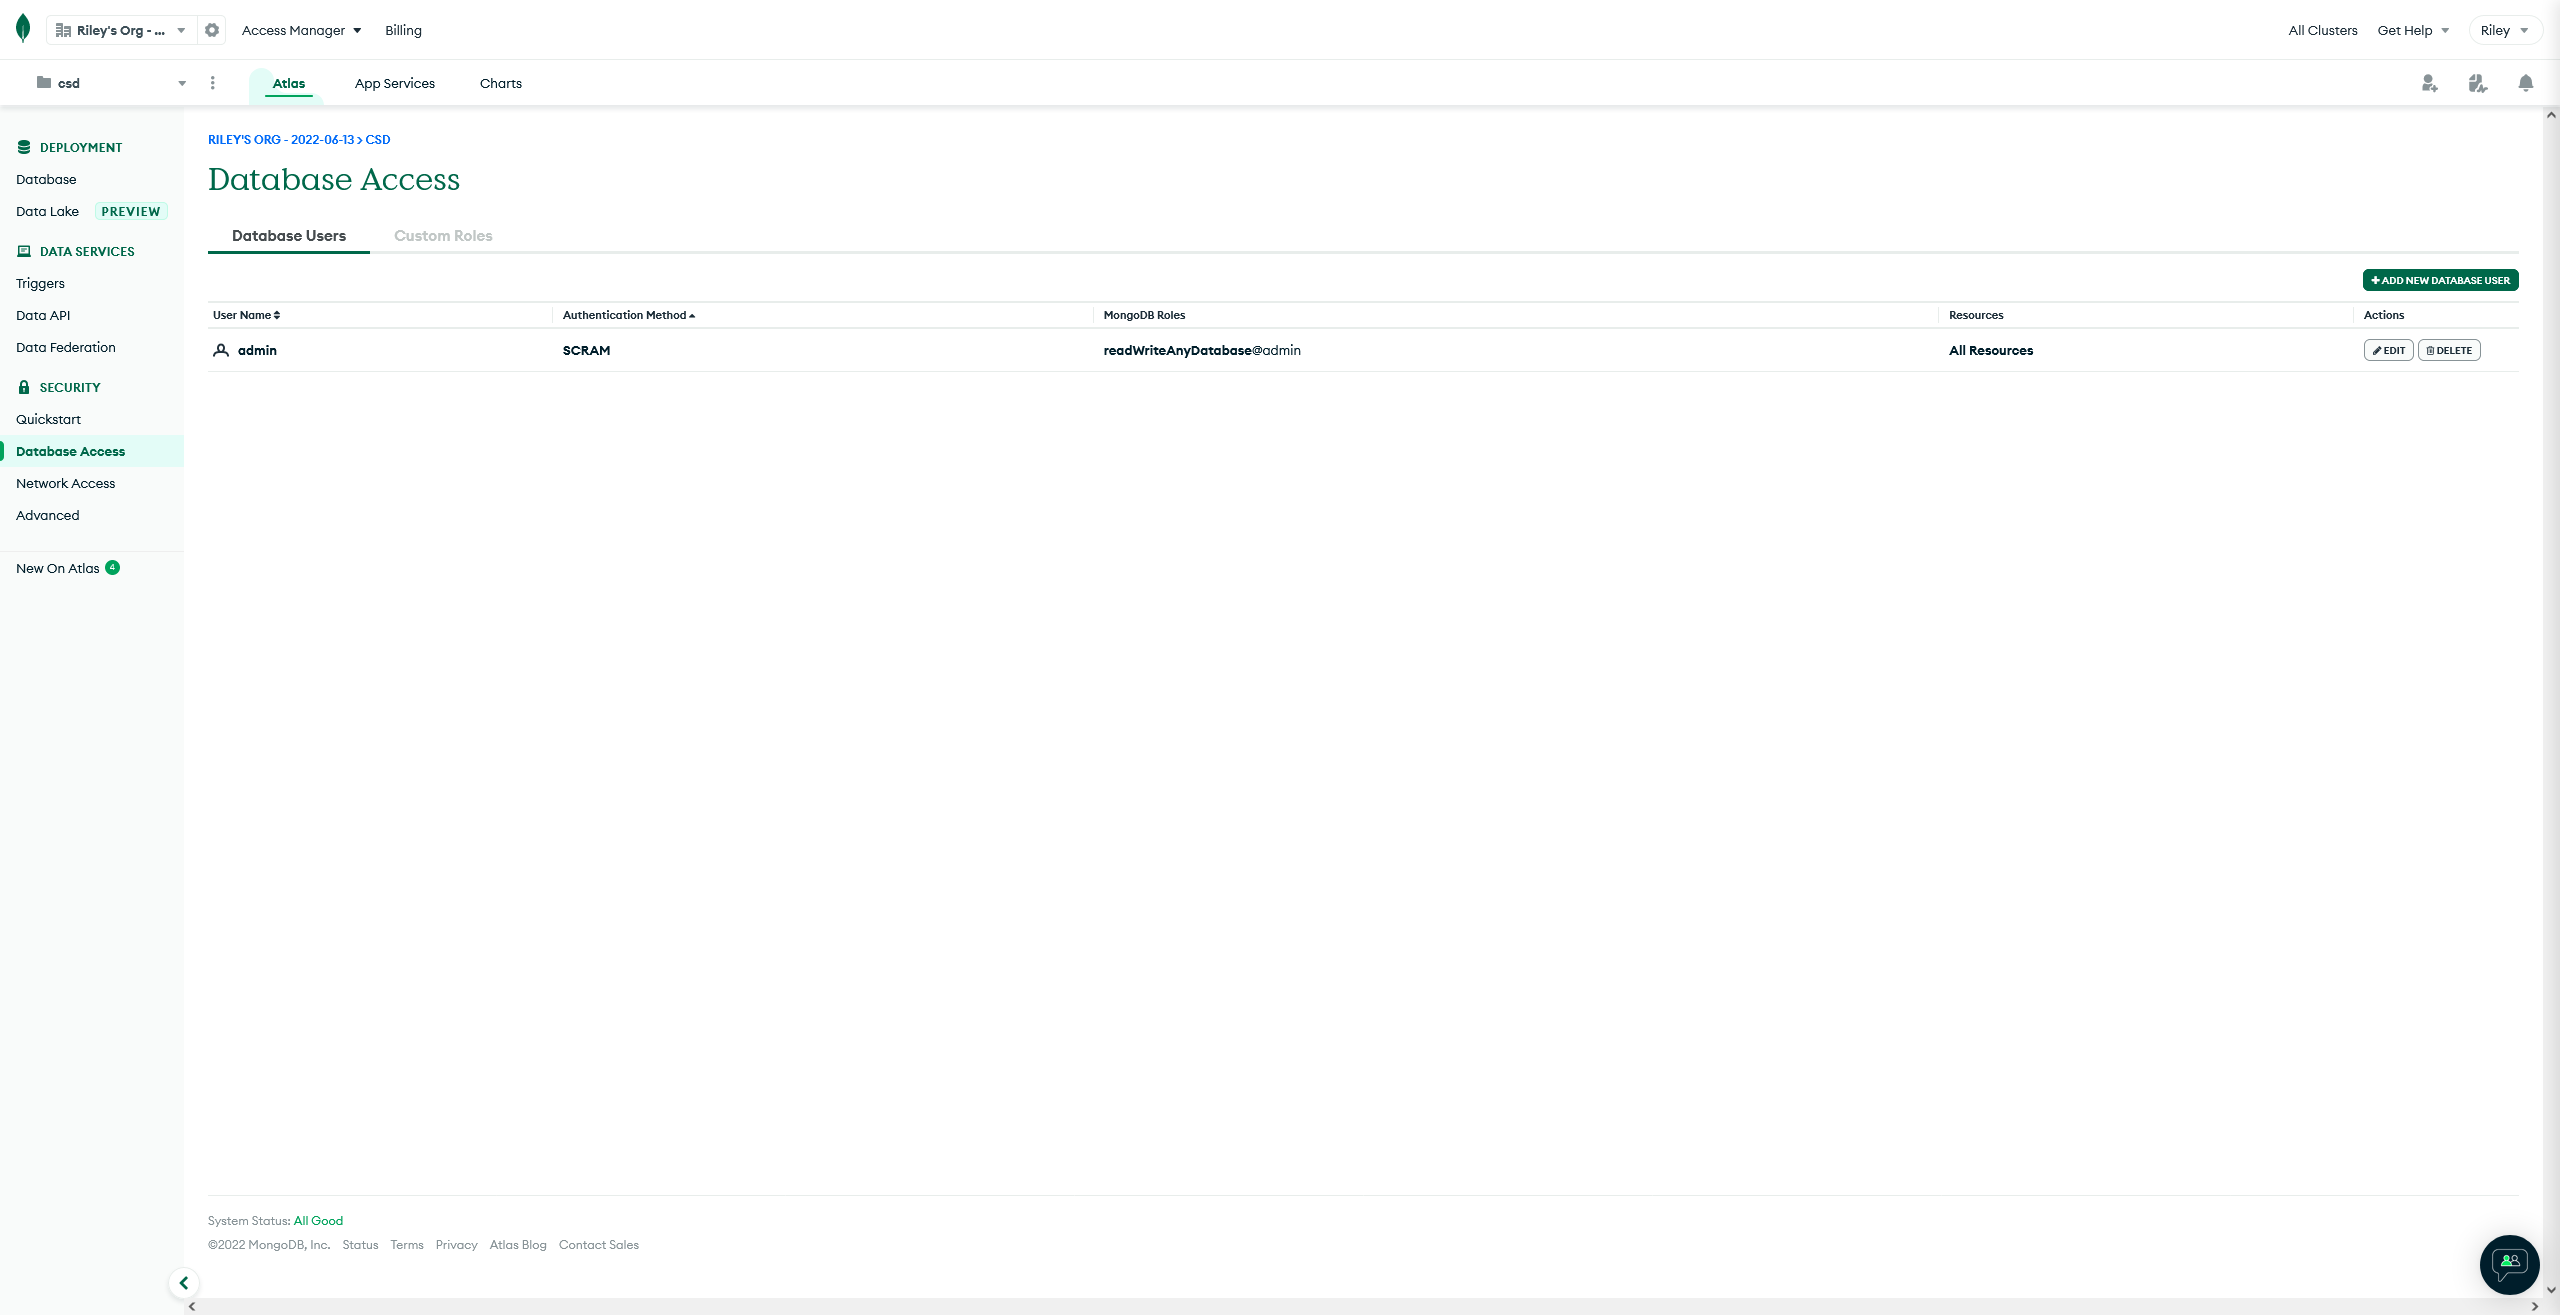 Riley's Org - ...
Access Manager
Billing
All Clusters
Get Help
Riley
csd
Atlas
App Services
Charts
DEPLOYMENT
Database
Data Lake PREVIEW
DATA SERVICES
Triggers
Data API
Data Federation
SECURITY
Quickstart
Database Access
Network Access
Advanced
New On Atlas 4
RILEY'S ORG - 2022-06-13 > CSD
Database Access
Database Users
Custom Roles
+ ADD NEW DATABASE USER
User Name
Authentication Method
MongoDB Roles
Resources
Actions
admin
SCRAM
readWriteAnyDatabase@admin
All Resources
EDIT
DELETE
System Status: All Good
©2022 MongoDB, Inc. Status Terms Privacy Atlas Blog Contact Sales